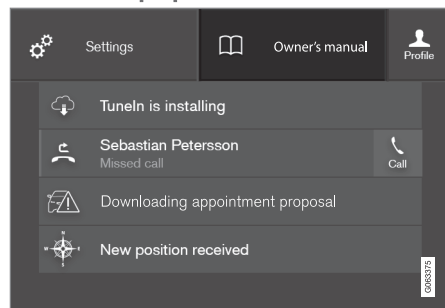 Settings
Owner's manual
Profile
TuneIn is installing
Sebastian Petersson
Missed call
Call
Downloading appointment proposal
New position received
G063375